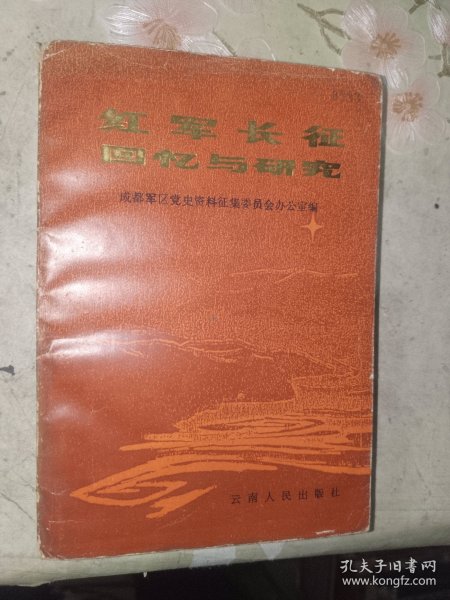 红军长征
回忆与研究
成都军区党史资料征集委员会办公室编
云南人民出版社
孔夫子旧书网
www.kongfz.com